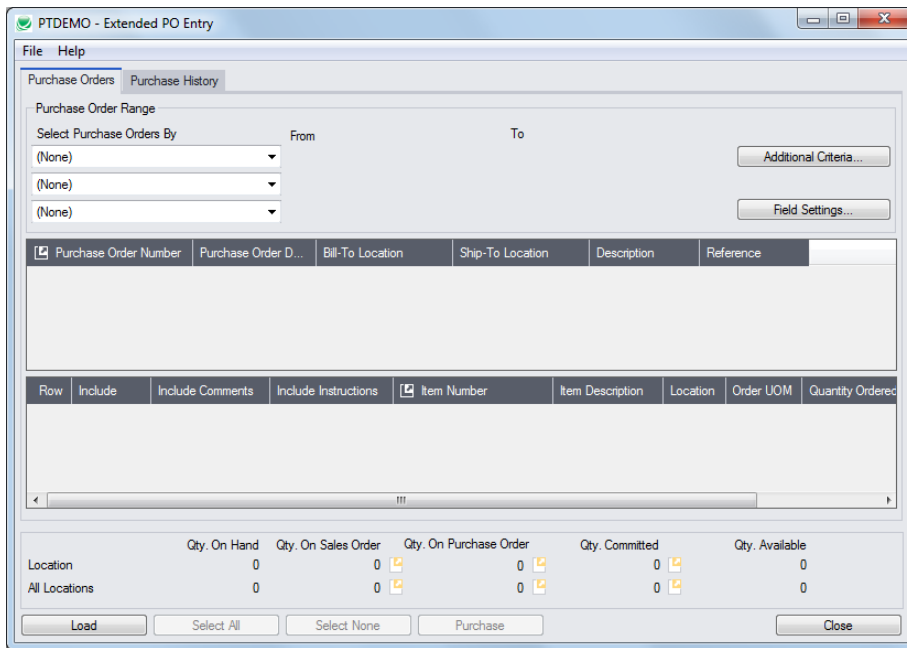 PTDEMO - Extended PO Entry
File Help
Purchase Orders Purchase History
Purchase Order Range
Select Purchase Orders By From To
(None) Additional Criteria...
(None)
(None) Field Settings...
Purchase Order Number Purchase Order D... Bill-To Location Ship-To Location Description Reference
Row Include Include Comments Include Instructions Item Number Item Description Location Order UOM Quantity Ordered
Qty. On Hand Qty. On Sales Order Qty. On Purchase Order Qty. Committed Qty. Available
Location 0 0 0 0 0
All Locations 0 0 0 0 0
Load Select All Select None Purchase Close